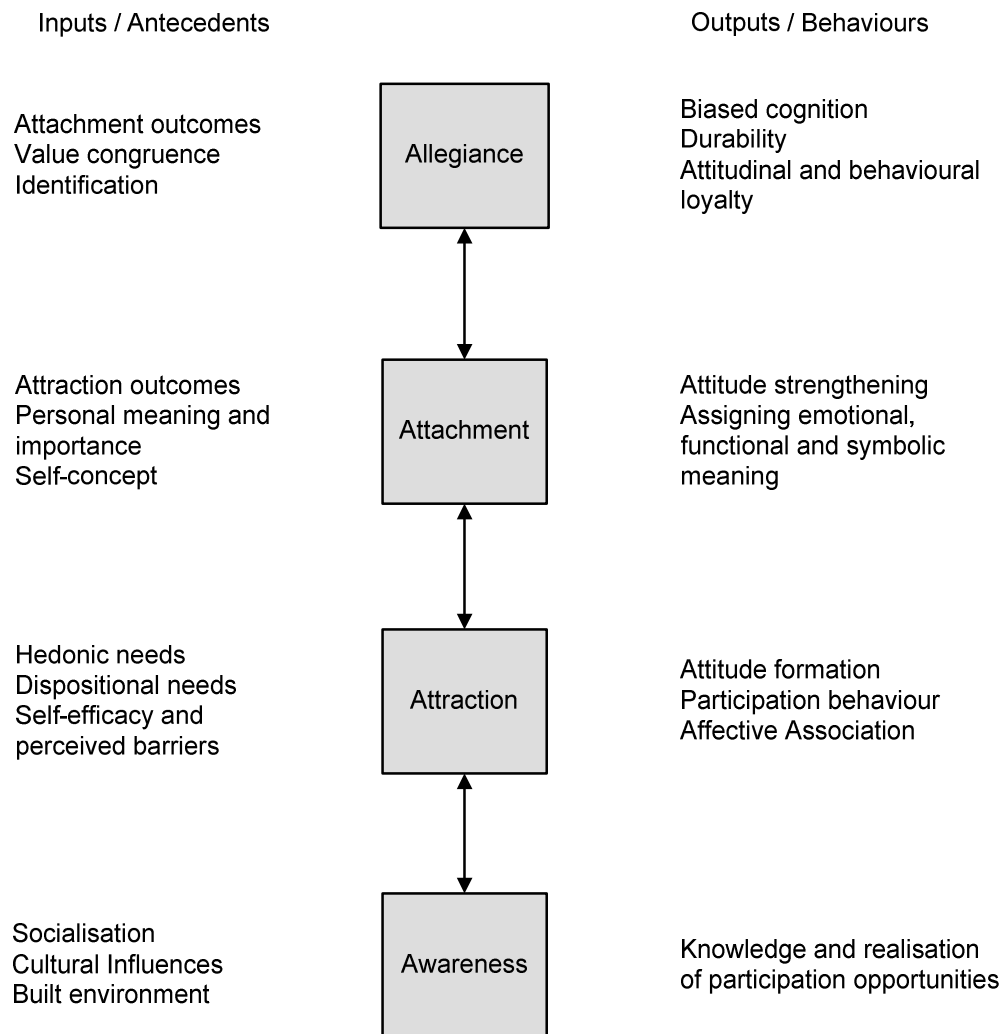 Inputs / Antecedents
Outputs / Behaviours
Attachment outcomes
Value congruence
Identification
Allegiance
Biased cognition
Durability
Attitudinal and behavioural
loyalty
Attraction outcomes
Personal meaning and
importance
Self-concept
Attachment
Attitude strengthening
Assigning emotional,
functional and symbolic
meaning
Hedonic needs
Dispositional needs
Self-efficacy and
perceived barriers
Attraction
Attitude formation
Participation behaviour
Affective Association
Socialisation
Cultural Influences
Built environment
Awareness
Knowledge and realisation
of participation opportunities